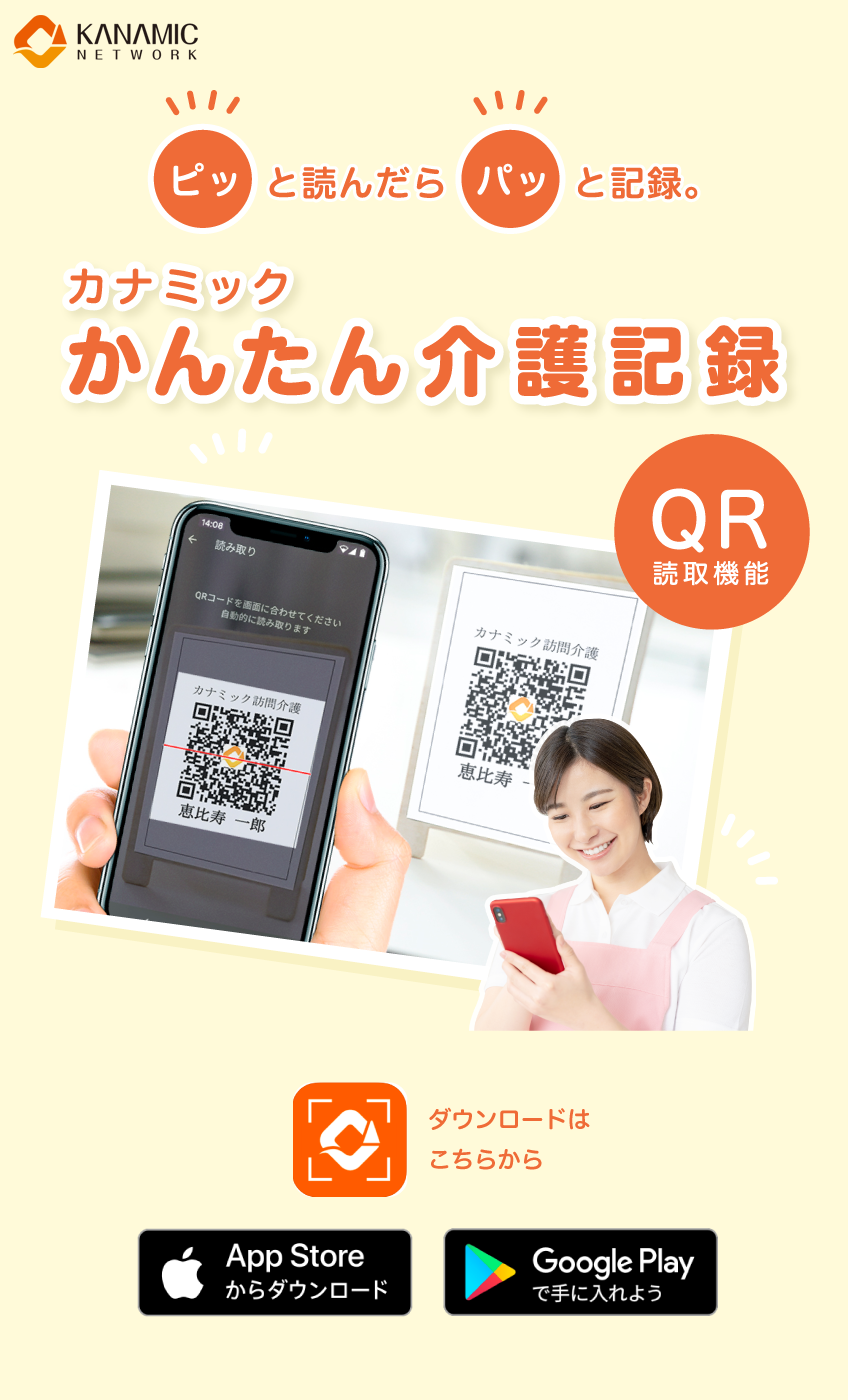 KANAMIC
NETWORK
ピッと読んだらパッと記録。
カナミック
かんたん介護記録
QR
読取機能
14:08
読み取り
QRコードを画面に合わせてください
自動的に読み取ります
カナミック訪問介護
恵比寿 一郎
カナミック訪問介護
恵比寿 一
ダウンロードは
こちらから
App Store
からダウンロード
Google Play
で手に入れよう